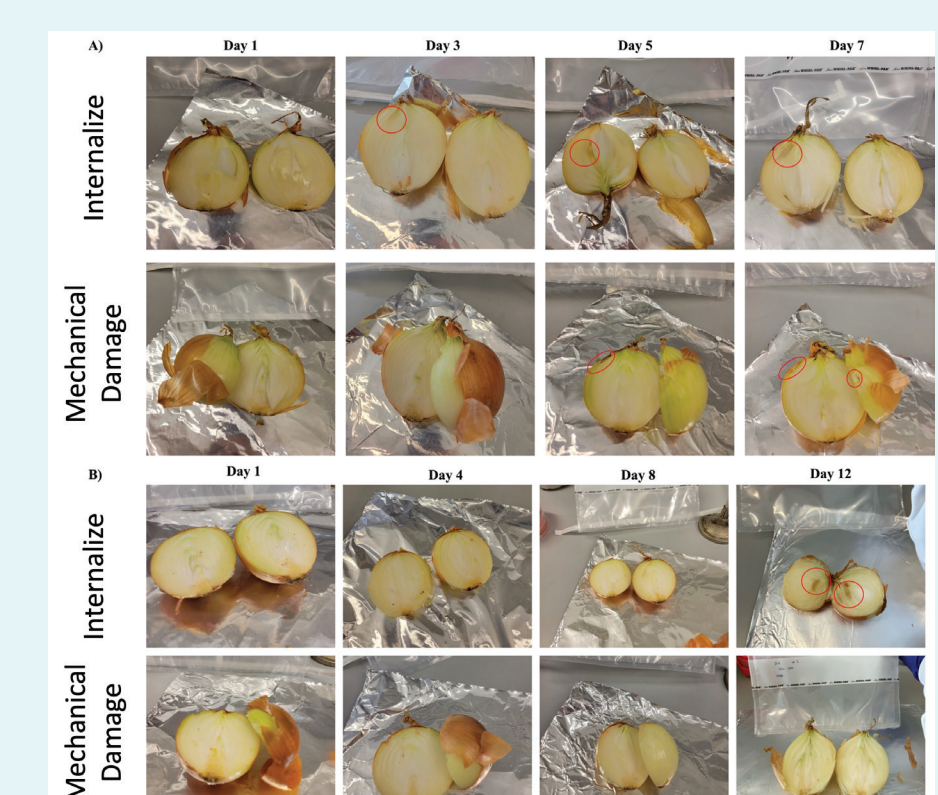 A)
Day 1
Day 3
Day 5
Day 7
Internalize
Mechanical
Damage
B)
Day 1
Day 4
Day 8
Day 12
Internalize
Mechanical
Damage